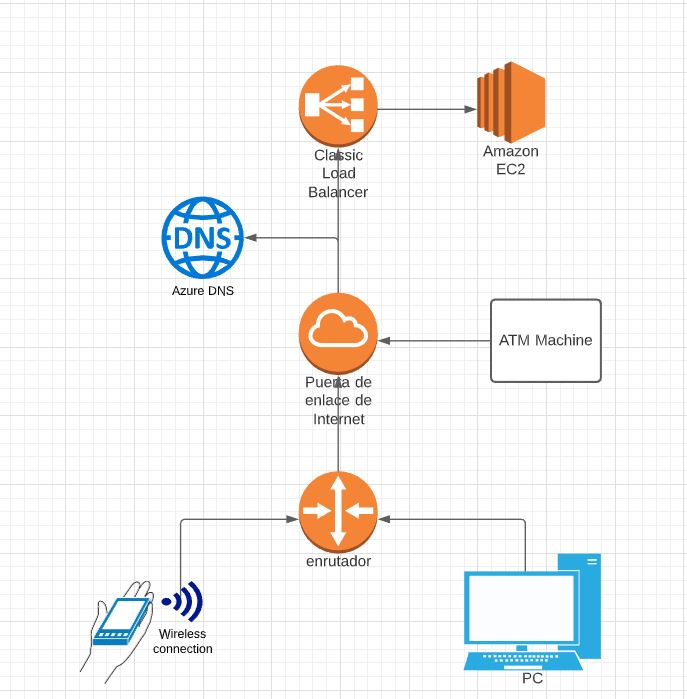 Classic
Load
Balancer
Amazon
EC2
DNS
Azure DNS
Puerta de
enlace de
Internet
ATM Machine
enrutador
Wireless
connection
PC